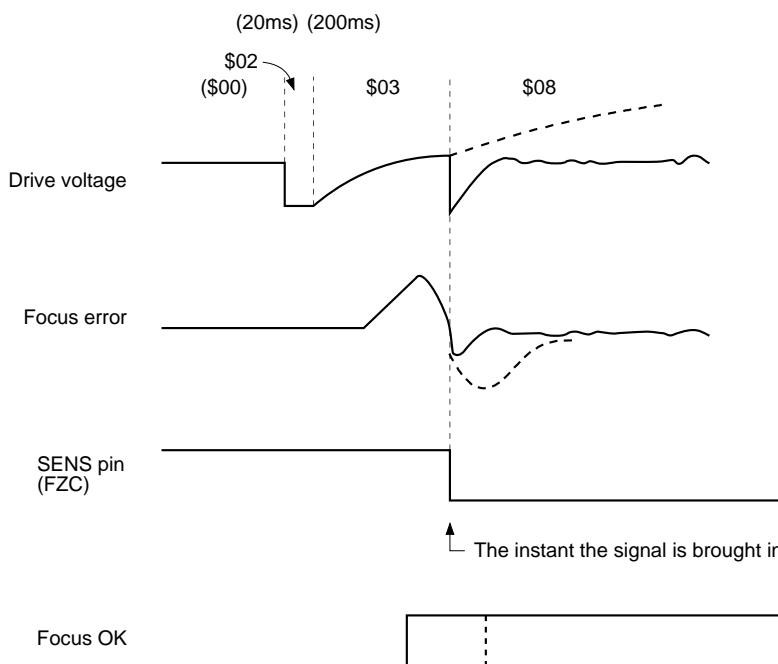 (20ms) (200ms)
$02
($00) $03 $08
Drive voltage
Focus error
SENS pin
(FZC)
The instant the signal is brought in
Focus OK